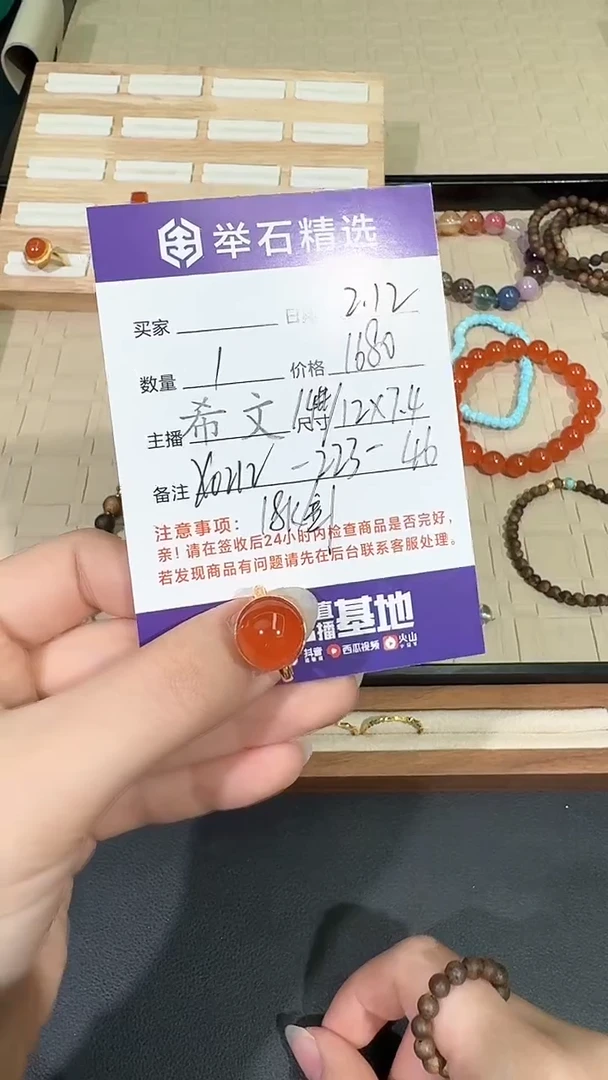 举石精选
买家 日期 2.12
数量 1 价格 1680
主播 希文 尺寸 12X7.4
备注 X0212-223-46
18K金
注意事项:
亲!请在签收后24小时内检查商品是否完好,
若发现商品有问题请先在后台联系客服处理。
直播基地
抖音 西瓜视频 火山